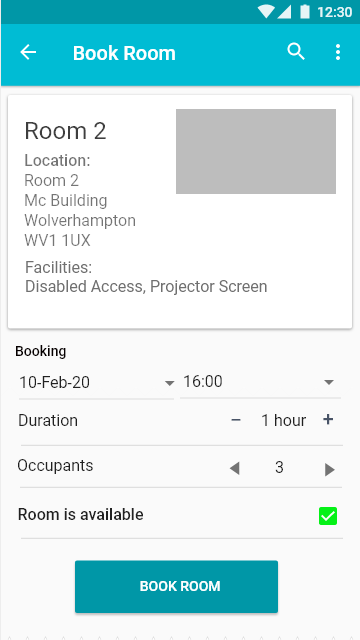 12:30
Book Room
Room 2
Location:
Room 2
Mc Building
Wolverhampton
WV1 1UX
Facilities:
Disabled Access, Projector Screen
Booking
10-Feb-20 16:00
Duration − 1 hour +
Occupants 3
Room is available
BOOK ROOM